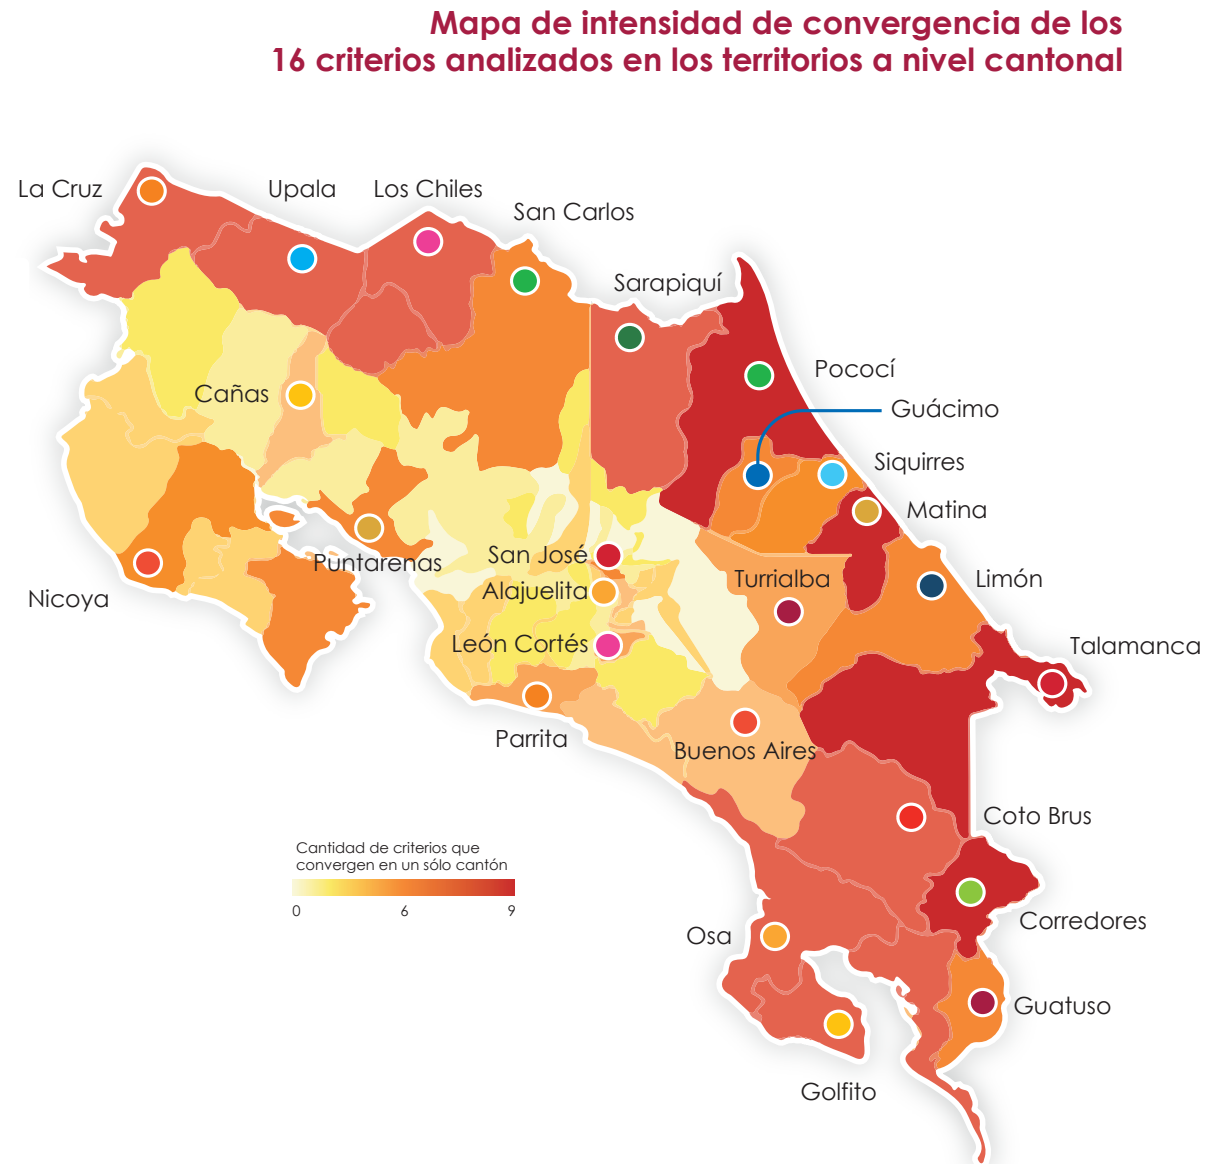 Mapa de intensidad de convergencia de los
16 criterios analizados en los territorios a nivel cantonal
La Cruz
Upala
Los Chiles
San Carlos
Sarapiquí
Pococí
Cañas
Guácimo
Siquirres
Matina
San José
Puntarenas
Turrialba
Limón
Alajuelita
Nicoya
León Cortés
Talamanca
Parrita
Buenos Aires
Coto Brus
Cantidad de criterios que
convergen en un sólo cantón
0 6 9
Corredores
Osa
Guatuso
Golfito